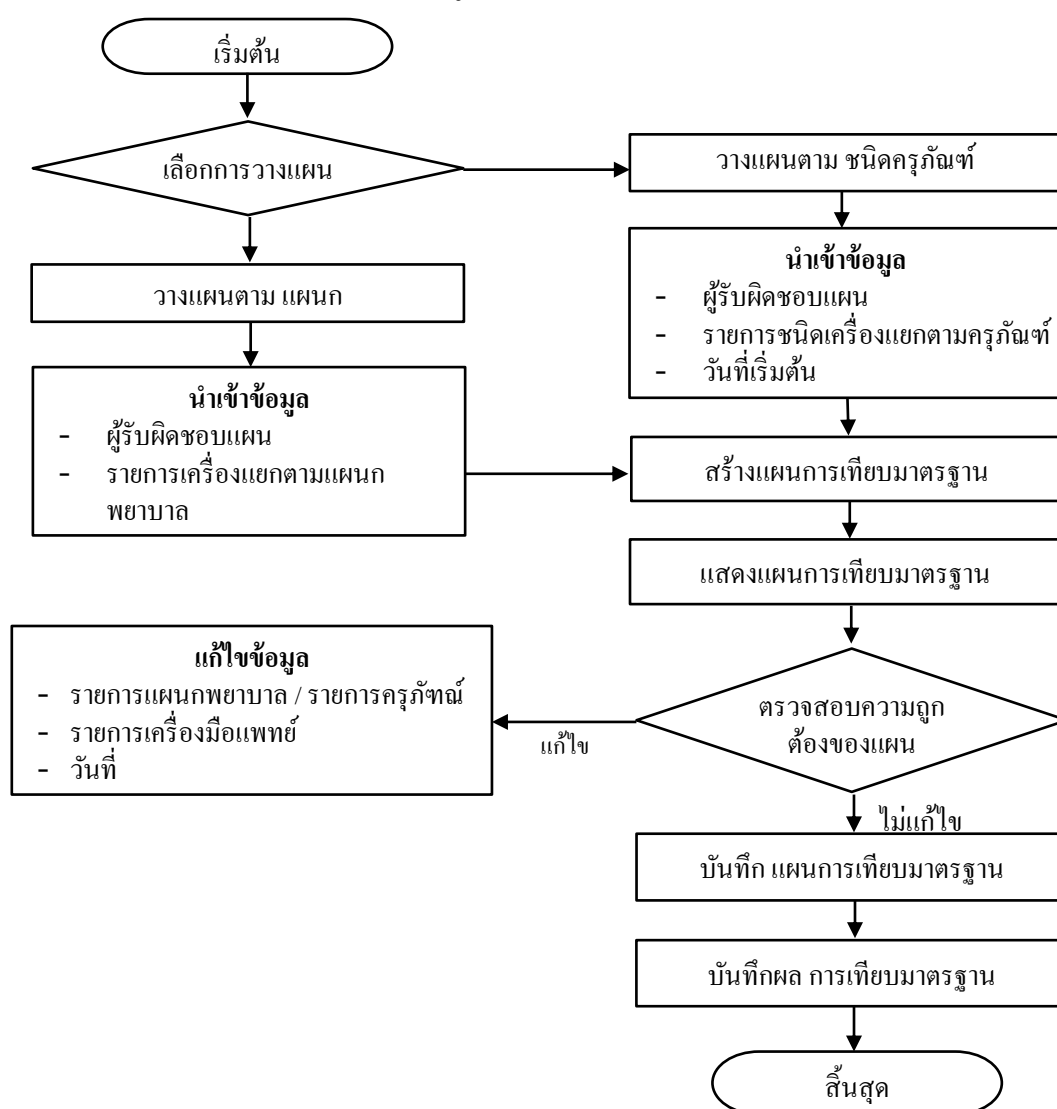 เริ่มต้น
เลือกการวางแผน
วางแผนตาม ชนิดครุภัณฑ์
นำเข้าข้อมูล
- ผู้รับผิดชอบแผน
- รายการชนิดเครื่องแยกตามครุภัณฑ์
- วันที่เริ่มต้น
วางแผนตาม แผนก
นำเข้าข้อมูล
- ผู้รับผิดชอบแผน
- รายการเครื่องแยกตามแผนก
พยาบาล
สร้างแผนการเทียบมาตรฐาน
แสดงแผนการเทียบมาตรฐาน
ตรวจสอบความถูก
ต้องของแผน
แก้ไข
แก้ไขข้อมูล
- รายการแผนกพยาบาล / รายการครุภัฑณ์
- รายการเครื่องมือแพทย์
- วันที่
ไม่แก้ไข
บันทึก แผนการเทียบมาตรฐาน
บันทึกผล การเทียบมาตรฐาน
สิ้นสุด